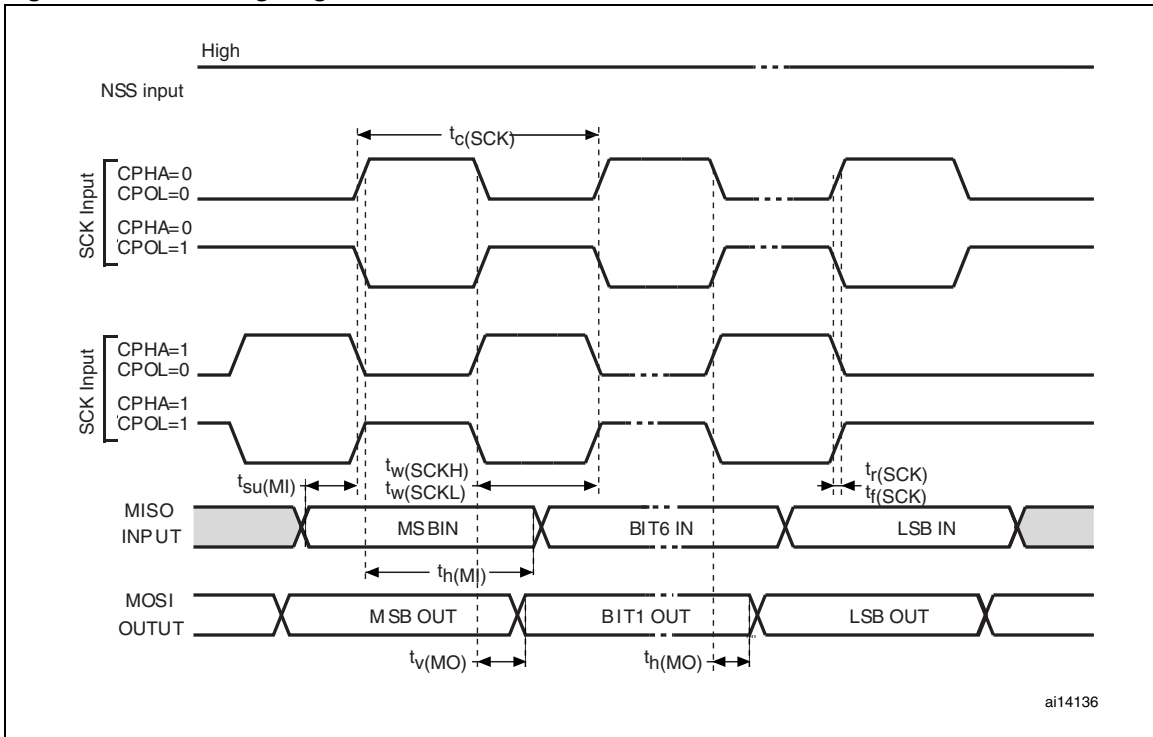 High
NSS input
tc(SCK)
SCK Input
CPHA=0
CPOL=0
CPHA=0
CPOL=1
SCK Input
CPHA=1
CPOL=0
CPHA=1
CPOL=1
tsu(MI)
tw(SCKH)
tw(SCKL)
tr(SCK)
tf(SCK)
MISO
INPUT
MSBIN
BIT6 IN
LSB IN
th(MI)
MOSI
OUTUT
MSB OUT
BIT1 OUT
LSB OUT
tv(MO)
th(MO)
ai14136